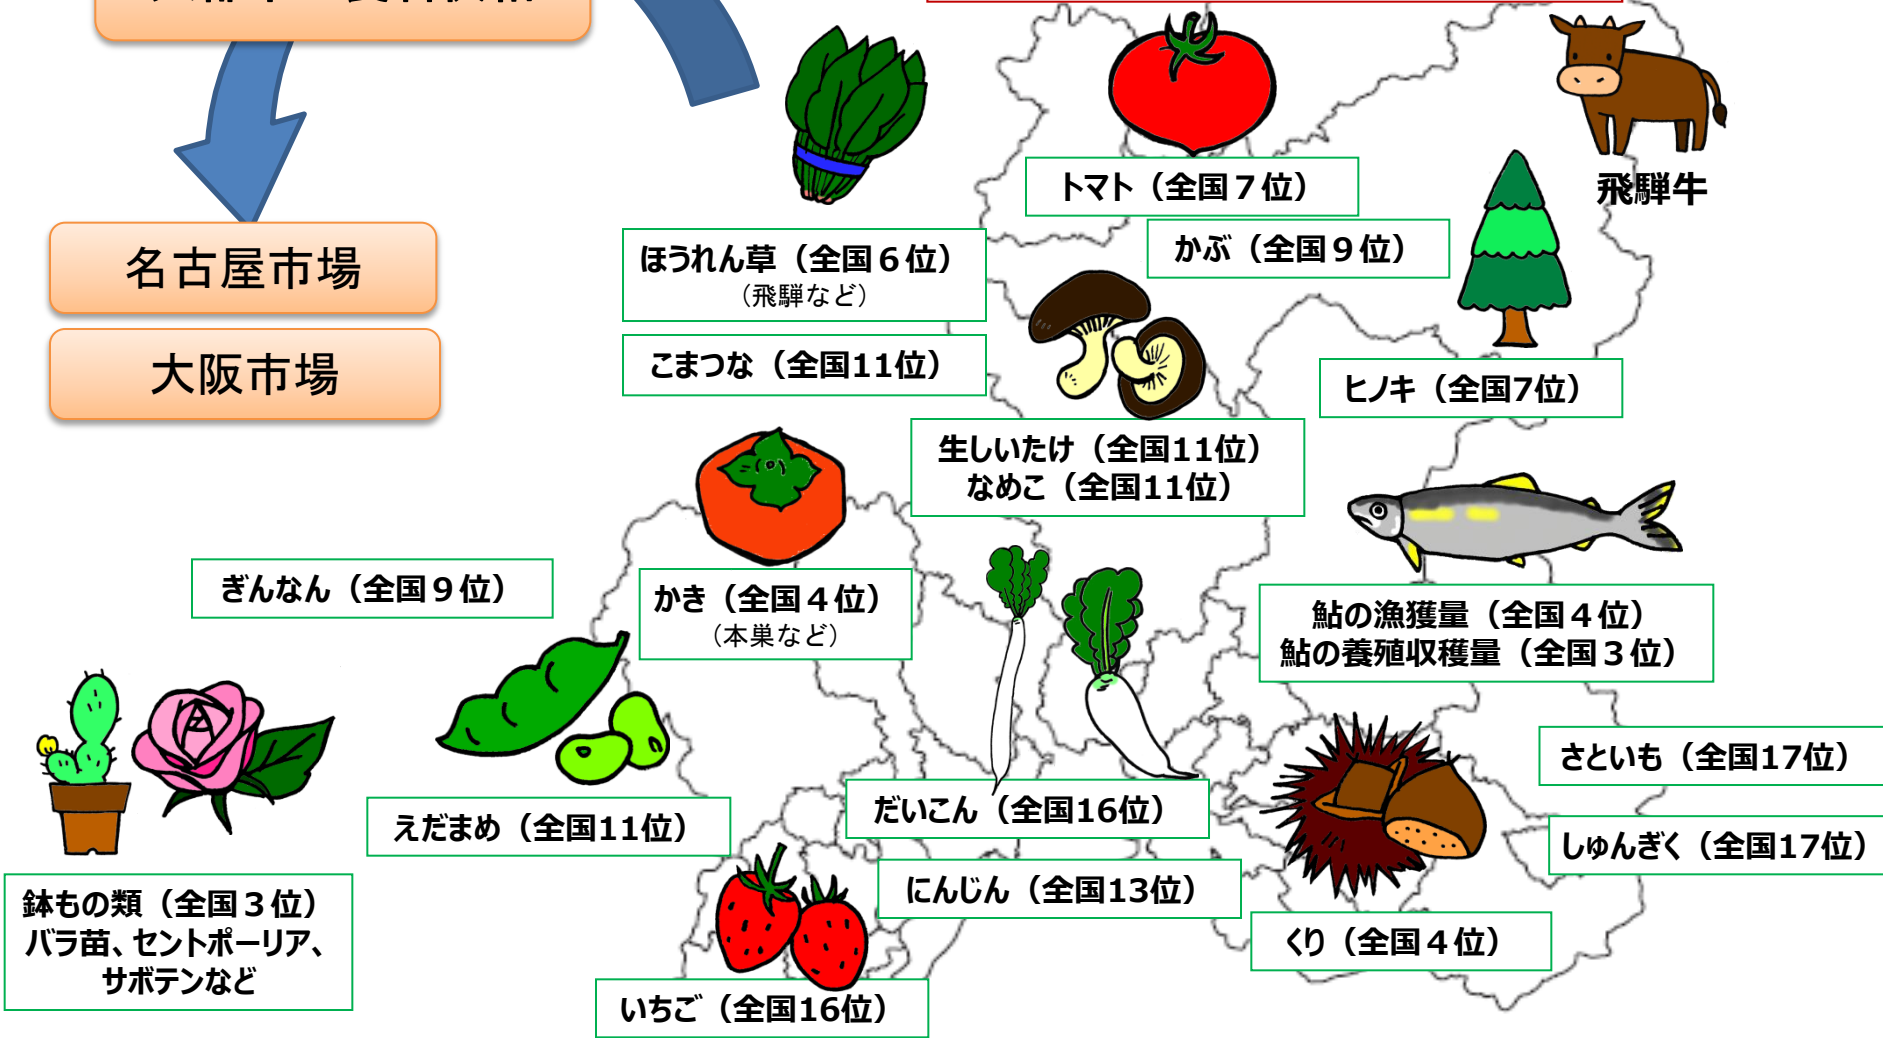 飛騨牛
トマト（全国７位）
かぶ（全国９位）
ほうれん草（全国６位）
（飛騨など）
こまつな（全国11位）
名古屋市場
大阪市場
ヒノキ（全国7位）
生しいたけ（全国11位）
なめこ（全国11位）
ぎんなん（全国９位）
かき（全国４位）
（本巣など）
鮎の漁獲量（全国４位）
鮎の養殖収穫量（全国３位）
さといも（全国17位）
えだまめ（全国11位）
だいこん（全国16位）
しゅんぎく（全国17位）
にんじん（全国13位）
鉢もの類（全国３位）
バラ苗、セントポーリア、
サボテンなど
くり（全国４位）
いちご（全国16位）